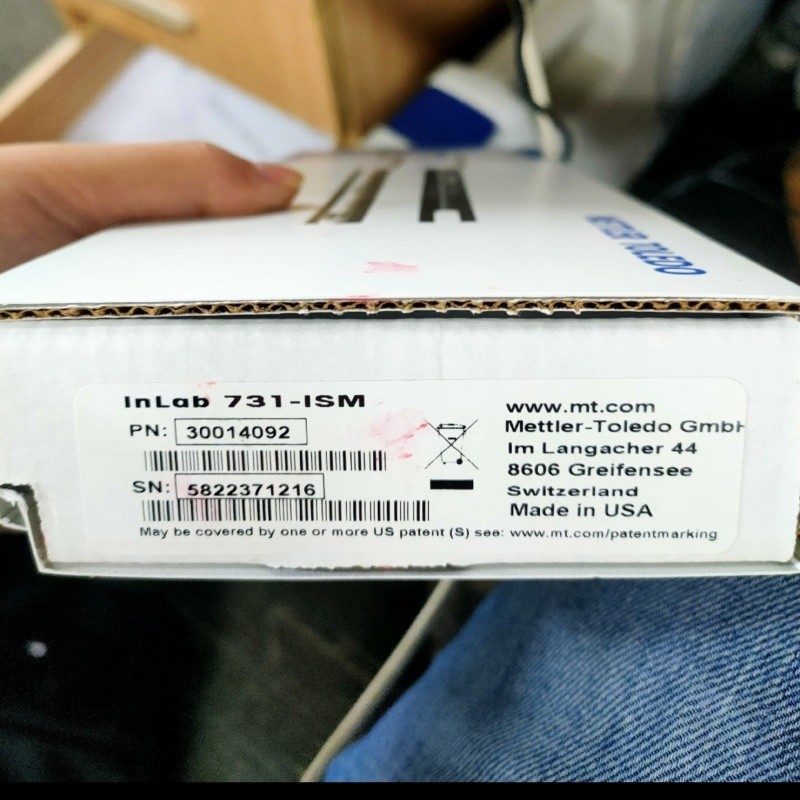 METTLER TOLEDO
InLab 731-ISM
PN: 30014092
SN: 5822371216
www.mt.com
Mettler-Toledo GmbH
Im Langacher 44
8606 Greifensee
Switzerland
Made in USA
May be covered by one or more US patent (S) see: www.mt.com/patentmarking